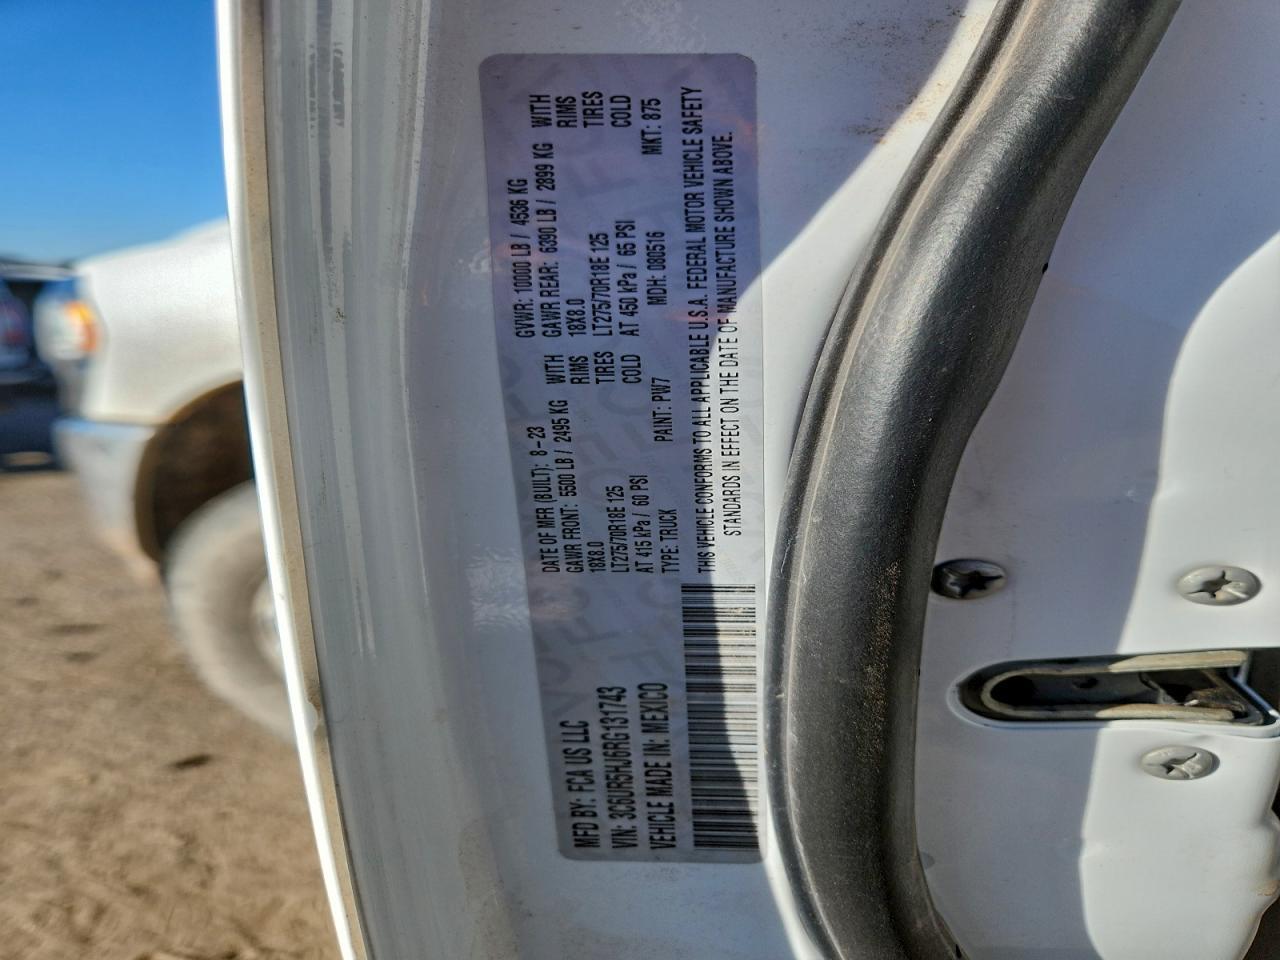 MFD BY: FCA US LLC
DATE OF MFR (BUILT): 8-23
GVWR: 10000 LB / 4536 KG
GAWR FRONT: 5500 LB / 2495 KG WITH
GAWR REAR: 6390 LB / 2899 KG WITH
18X8.0 RIMS
18X8.0 RIMS
LT275/70R18E 125 TIRES
LT275/70R18E 125 TIRES
AT 415 kPa / 60 PSI COLD
AT 450 kPa / 65 PSI COLD
VIN: 3C6UR5HJ6RG131743
TYPE: TRUCK PAINT: PW7 MDH: 080516 MKT: 875
VEHICLE MADE IN: MEXICO
THIS VEHICLE CONFORMS TO ALL APPLICABLE U.S.A. FEDERAL MOTOR VEHICLE SAFETY
STANDARDS IN EFFECT ON THE DATE OF MANUFACTURE SHOWN ABOVE.